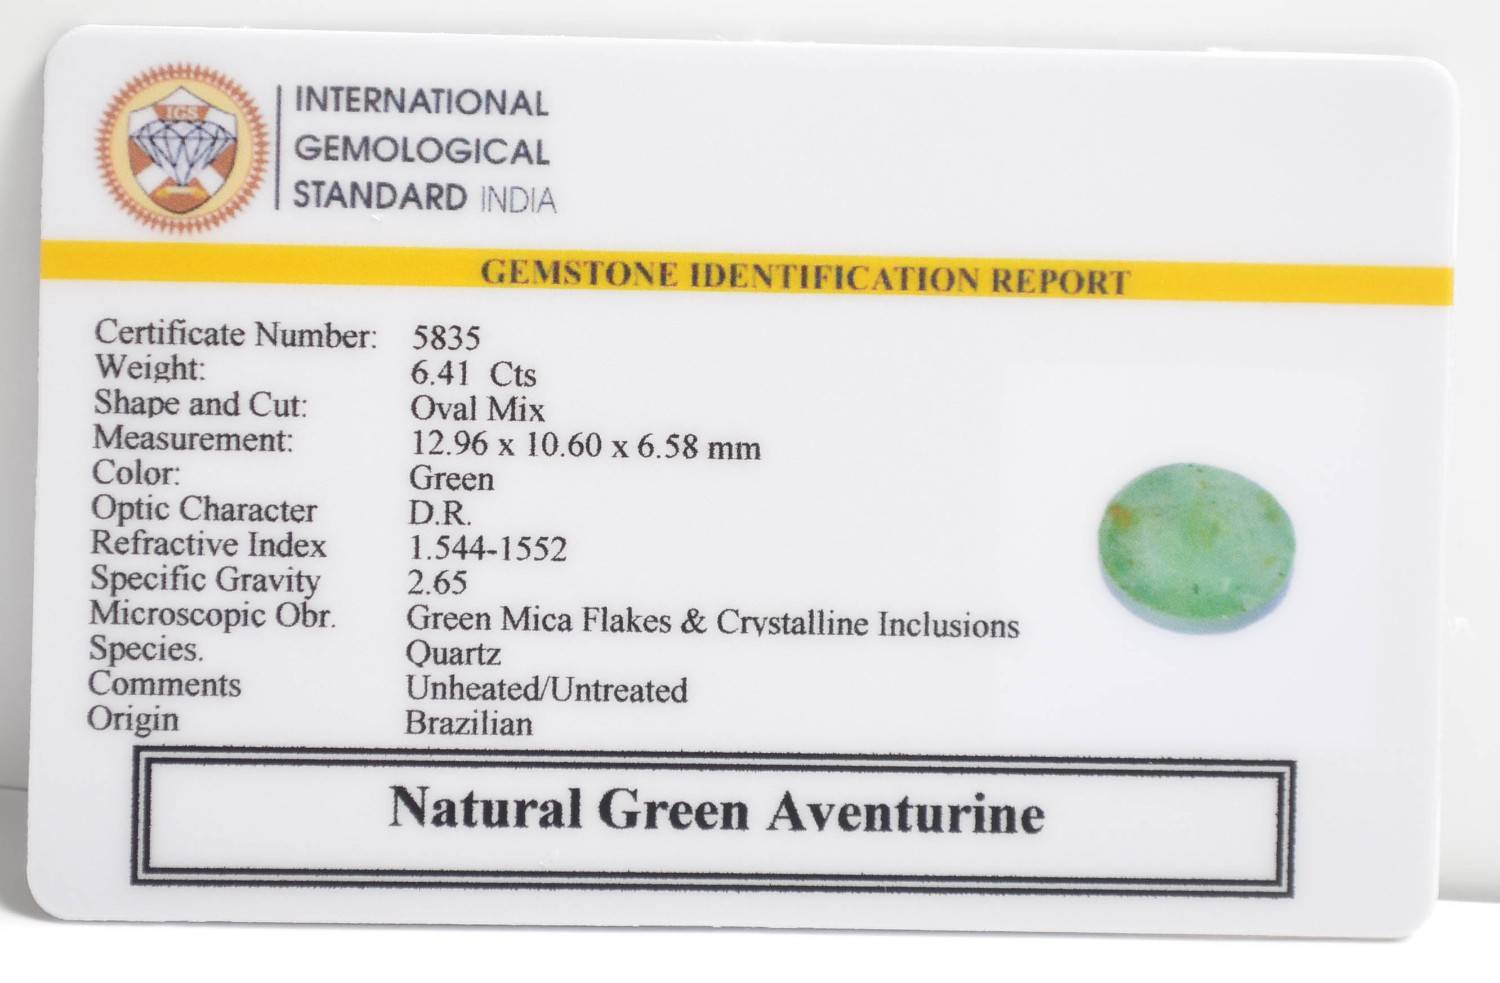 IGS
INTERNATIONAL
GEMOLOGICAL
STANDARD INDIA
GEMSTONE IDENTIFICATION REPORT
Certificate Number: 5835
Weight: 6.41 Cts
Shape and Cut: Oval Mix
Measurement: 12.96 x 10.60 x 6.58 mm
Color: Green
Optic Character D.R.
Refractive Index 1.544-1552
Specific Gravity 2.65
Microscopic Obr. Green Mica Flakes & Crystalline Inclusions
Species. Quartz
Comments Unheated/Untreated
Origin Brazilian
Natural Green Aventurine